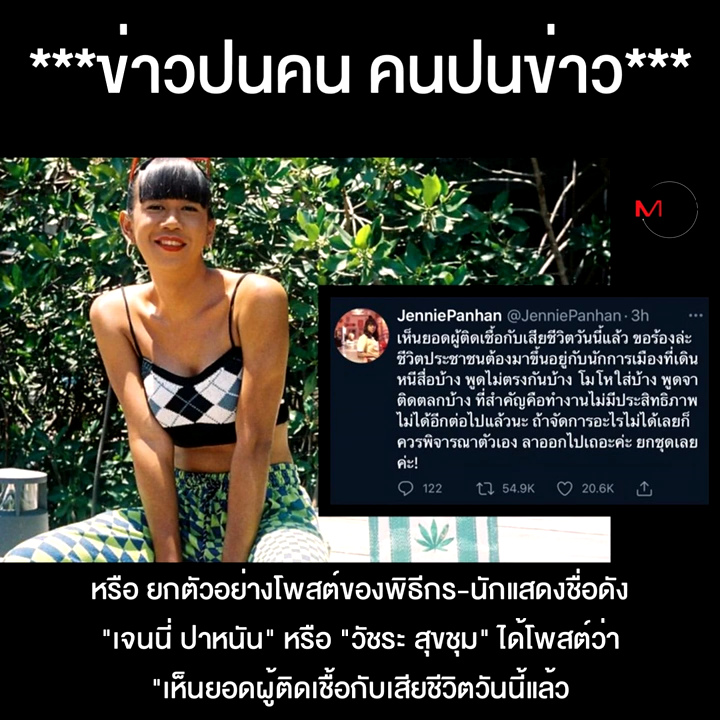 ***ข่าวปนคน คนปนข่าว***
M
JenniePanhan @JenniePanhan · 3h ...
เห็นยอดผู้ติดเชื้อกับเสียชีวิตวันนี้แล้ว ขอร้องล่ะ
ชีวิตประชาชนต้องมาขึ้นอยู่กับนักการเมืองที่เดิน
หนีสื่อบ้าง พูดไม่ตรงกันบ้าง โมโหใส่บ้าง พูดจา
ติดตลกบ้าง ที่สำคัญคือทำงานไม่มีประสิทธิภาพ
ไม่ได้อีกต่อไปแล้วนะ ถ้าจัดการอะไรไม่ได้เลยก็
ควรพิจารณาตัวเอง ลาออกไปเถอะค่ะ ยกชุดเลย
ค่ะ!
122 54.9K 20.6K
หรือ ยกตัวอย่างโพสต์ของพิธีกร-นักแสดงชื่อดัง
"เจนนี่ ปาหนัน" หรือ "วัชระ สุขชุม" ได้โพสต์ว่า
"เห็นยอดผู้ติดเชื้อกับเสียชีวิตวันนี้แล้ว